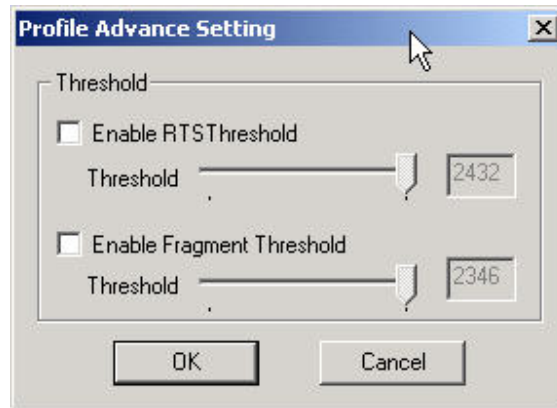 Profile Advance Setting
Threshold
Enable RTSThreshold
Threshold
2432
Enable Fragment Threshold
Threshold
2346
OK
Cancel